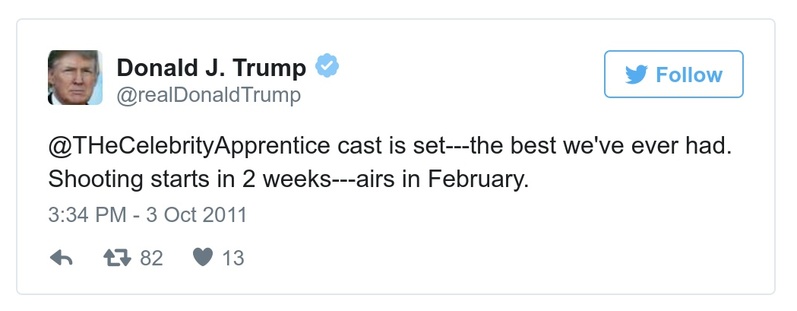 Donald J. Trump
@realDonaldTrump
Follow
@THeCelebrityApprentice cast is set---the best we've ever had.
Shooting starts in 2 weeks---airs in February.
3:34 PM - 3 Oct 2011
82 13